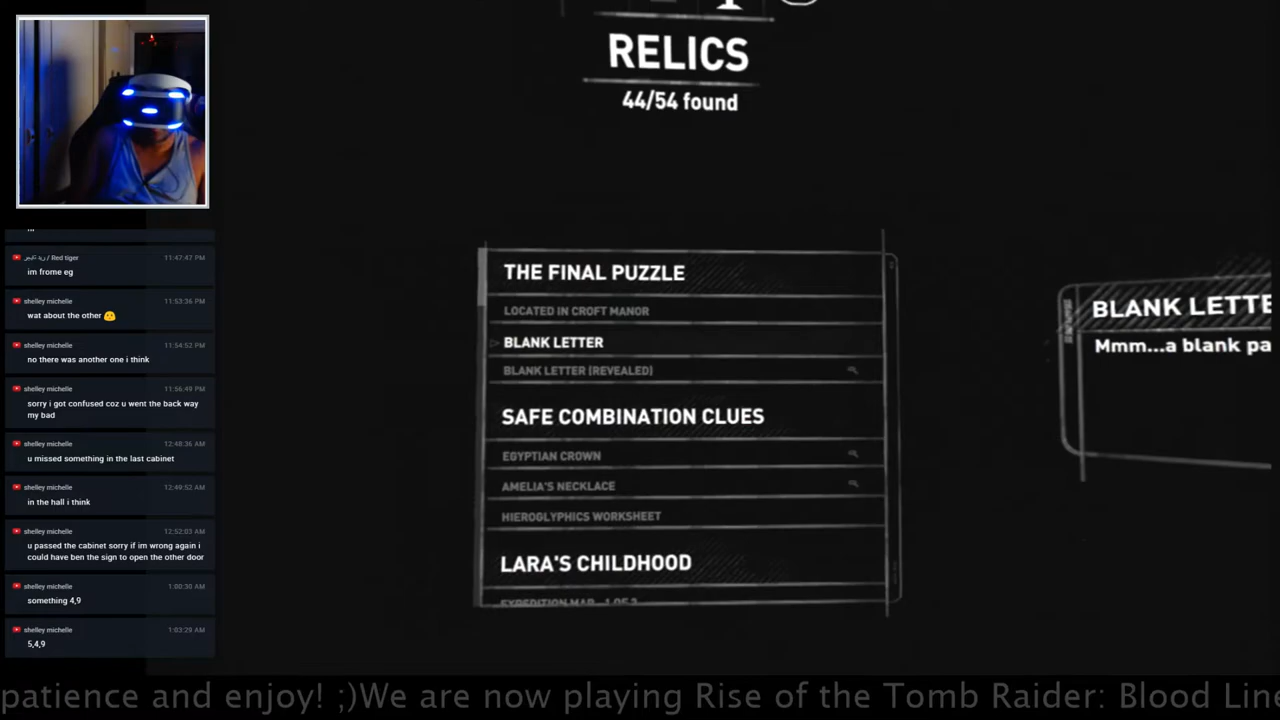 RELICS
44/54 found
THE FINAL PUZZLE
LOCATED IN CROFT MANOR
BLANK LETTER
BLANK LETTER (REVEALED)
SAFE COMBINATION CLUES
EGYPTIAN CROWN
AMELIA'S NECKLACE
HIEROGLYPHICS WORKSHEET
LARA'S CHILDHOOD
EXPEDITION MAP - 1 OF 3
BLANK LETTE
Mmm...a blank pa
/ Red tiger 11:47:47 PM
im frome eg
shelley michelle 11:53:36 PM
wat about the other
shelley michelle 11:54:52 PM
no there was another one i think
shelley michelle 11:56:49 PM
sorry i got confused coz u went the back way
my bad
shelley michelle 12:48:36 AM
u missed something in the last cabinet
shelley michelle 12:49:52 AM
in the hall i think
shelley michelle 12:52:03 AM
u passed the cabinet sorry if im wrong again i
could have ben the sign to open the other door
shelley michelle 1:00:30 AM
something 4,9
shelley michelle 1:03:29 AM
5,4,9
patience and enjoy! ;)We are now playing Rise of the Tomb Raider: Blood Line